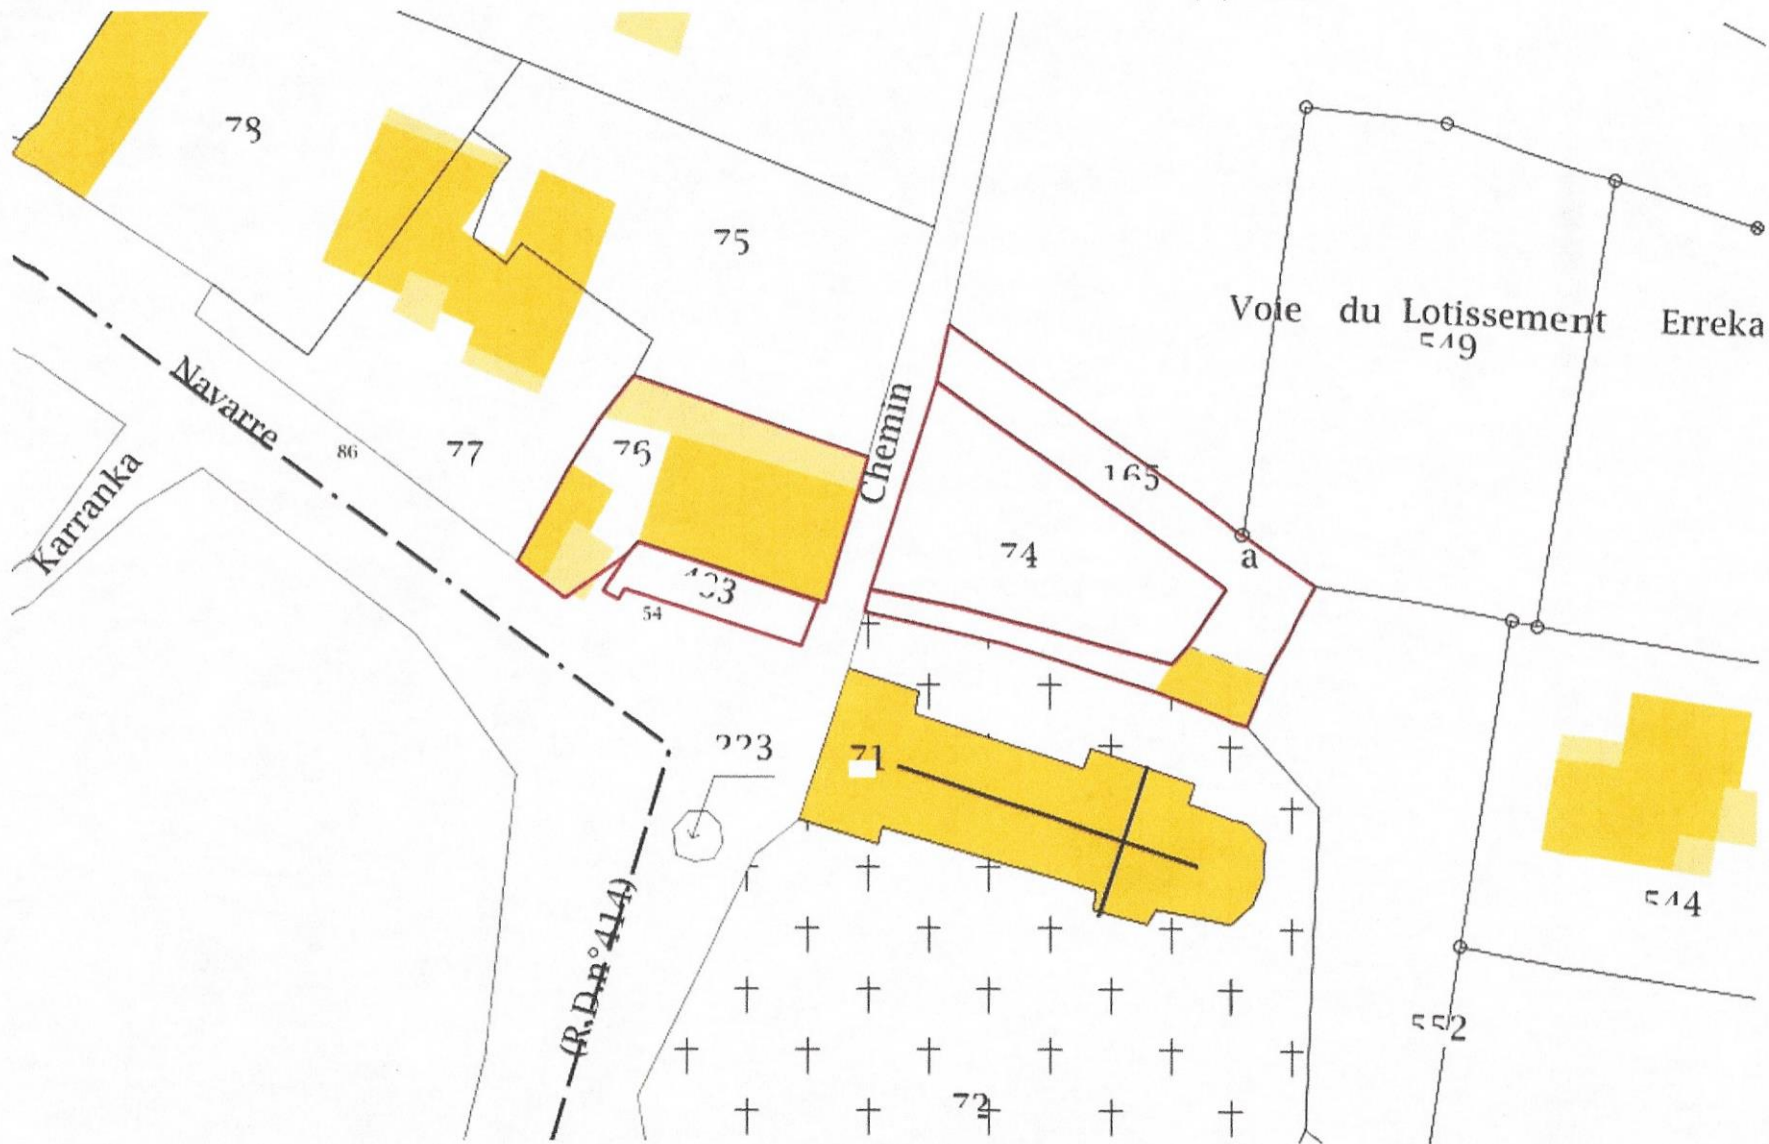 78
75
Voie du Lotissement Erreka
549
Navarre
Chemin
86
77
76
165
Karranka
74
a
54
71
(R.D.n°414)
544
552
72